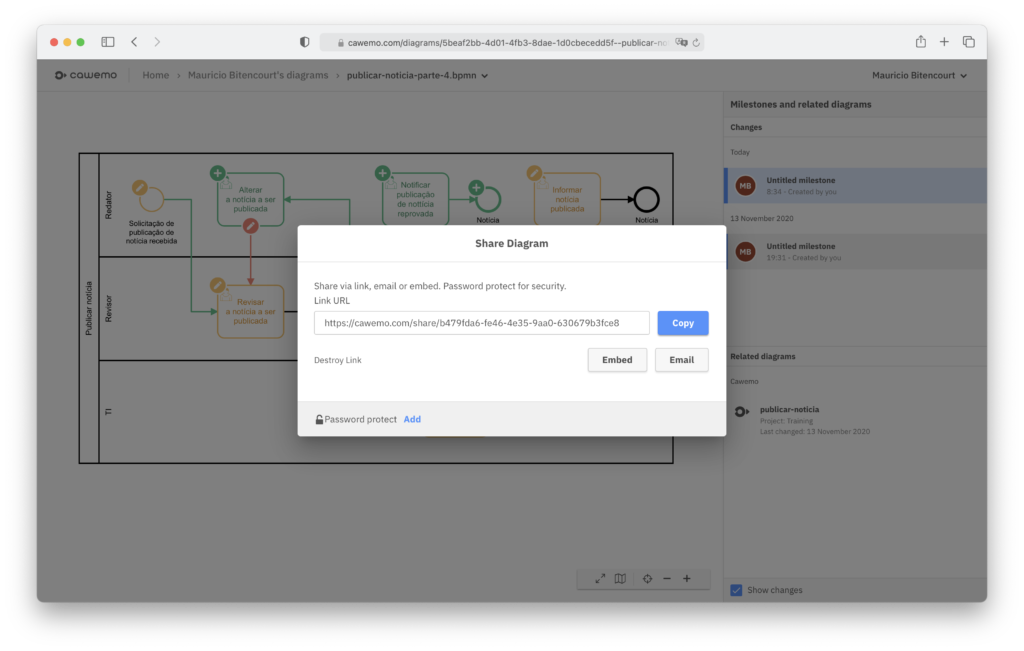 cawemo.com/diagrams/5beaf2bb-4d01-4fb3-8dae-1d0cbecedd5f--publicar-no
cawemo
Home › Mauricio Bitencourt's diagrams › publicar-noticia-parte-4.bpmn
Mauricio Bitencourt
Publicar notícia
Redator
Solicitação de
publicação de
notícia recebida
Alterar
a notícia a ser
publicada
Notificar
publicação
de notíicia
reprovada
Notícia
Informar
notícia
publicada
Notícia
Revisor
Revisar
a notícia a ser
publicada
TI
Share Diagram
Share via link, email or embed. Password protect for security.
Link URL
https://cawemo.com/share/b479fda6-fe46-4e35-9aa0-630679b3fce8
Copy
Destroy Link
Embed
Email
Password protect Add
Milestones and related diagrams
Changes
Today
MB
Untitled milestone
8:34 - Created by you
13 November 2020
MB
Untitled milestone
19:31 - Created by you
Related diagrams
Cawemo
publicar-noticia
Project: Training
Last changed: 13 November 2020
Show changes